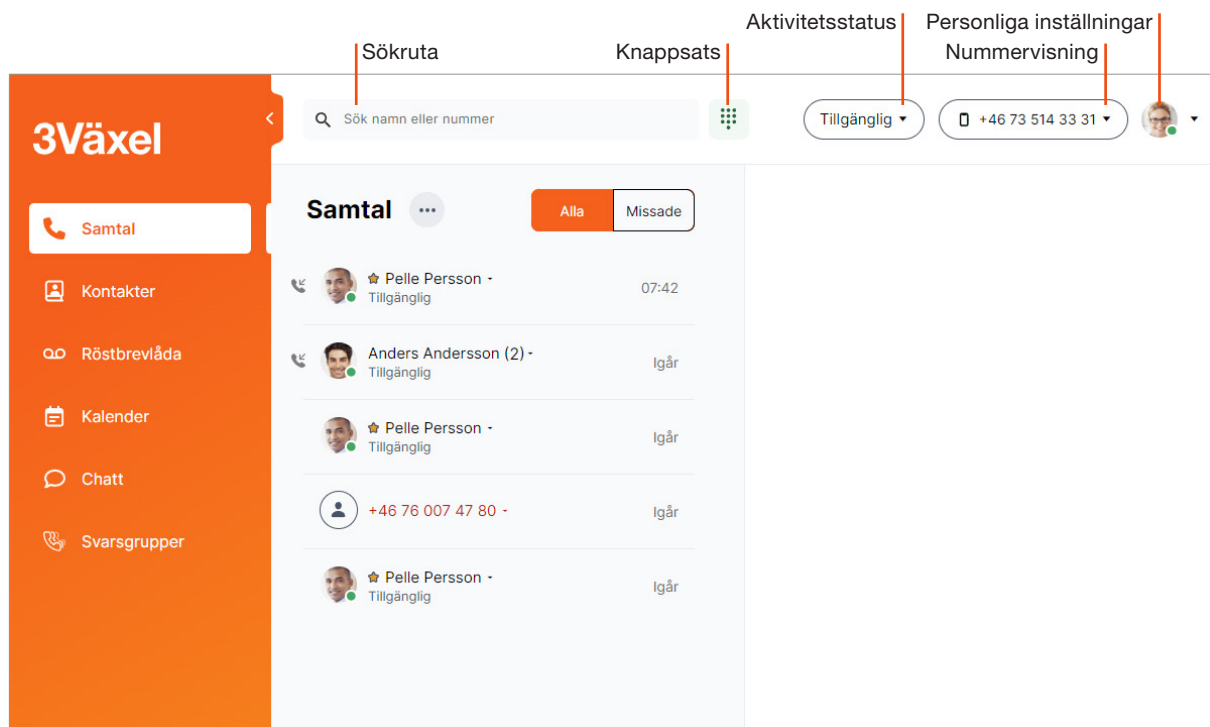 Aktivitetsstatus
Personliga inställningar
Sökruta
Knappsats
Nummervisning
3Växel
Sök namn eller nummer
Tillgänglig
+46 73 514 33 31
Samtal
Kontakter
Röstbrevlåda
Kalender
Chatt
Svarsgrupper
Samtal
Alla
Missade
Pelle Persson
07:42
Tillgänglig
Anders Andersson (2)
Igår
Tillgänglig
Pelle Persson
Igår
Tillgänglig
+46 76 007 47 80
Igår
Pelle Persson
Igår
Tillgänglig